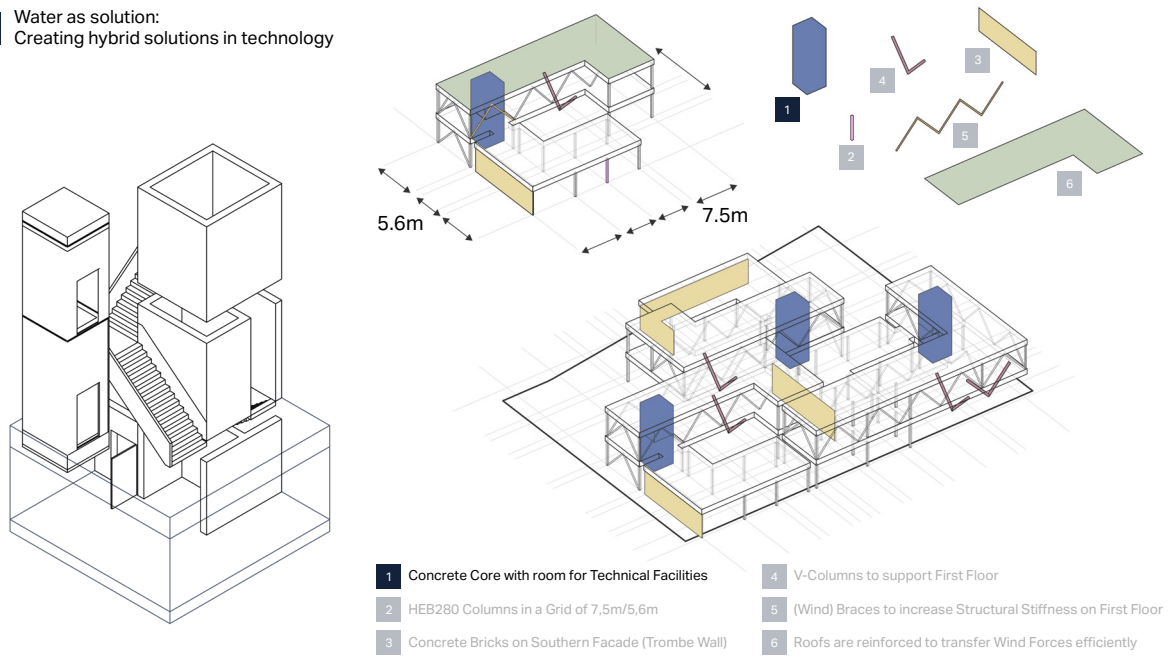 Water as solution:
Creating hybrid solutions in technology
1
2
3
4
5
6
5.6m
7.5m
1 Concrete Core with room for Technical Facilities
2 HEB280 Columns in a Grid of 7,5m/5,6m
3 Concrete Bricks on Southern Facade (Trombe Wall)
4 V-Columns to support First Floor
5 (Wind) Braces to increase Structural Stiffness on First Floor
6 Roofs are reinforced to transfer Wind Forces efficiently